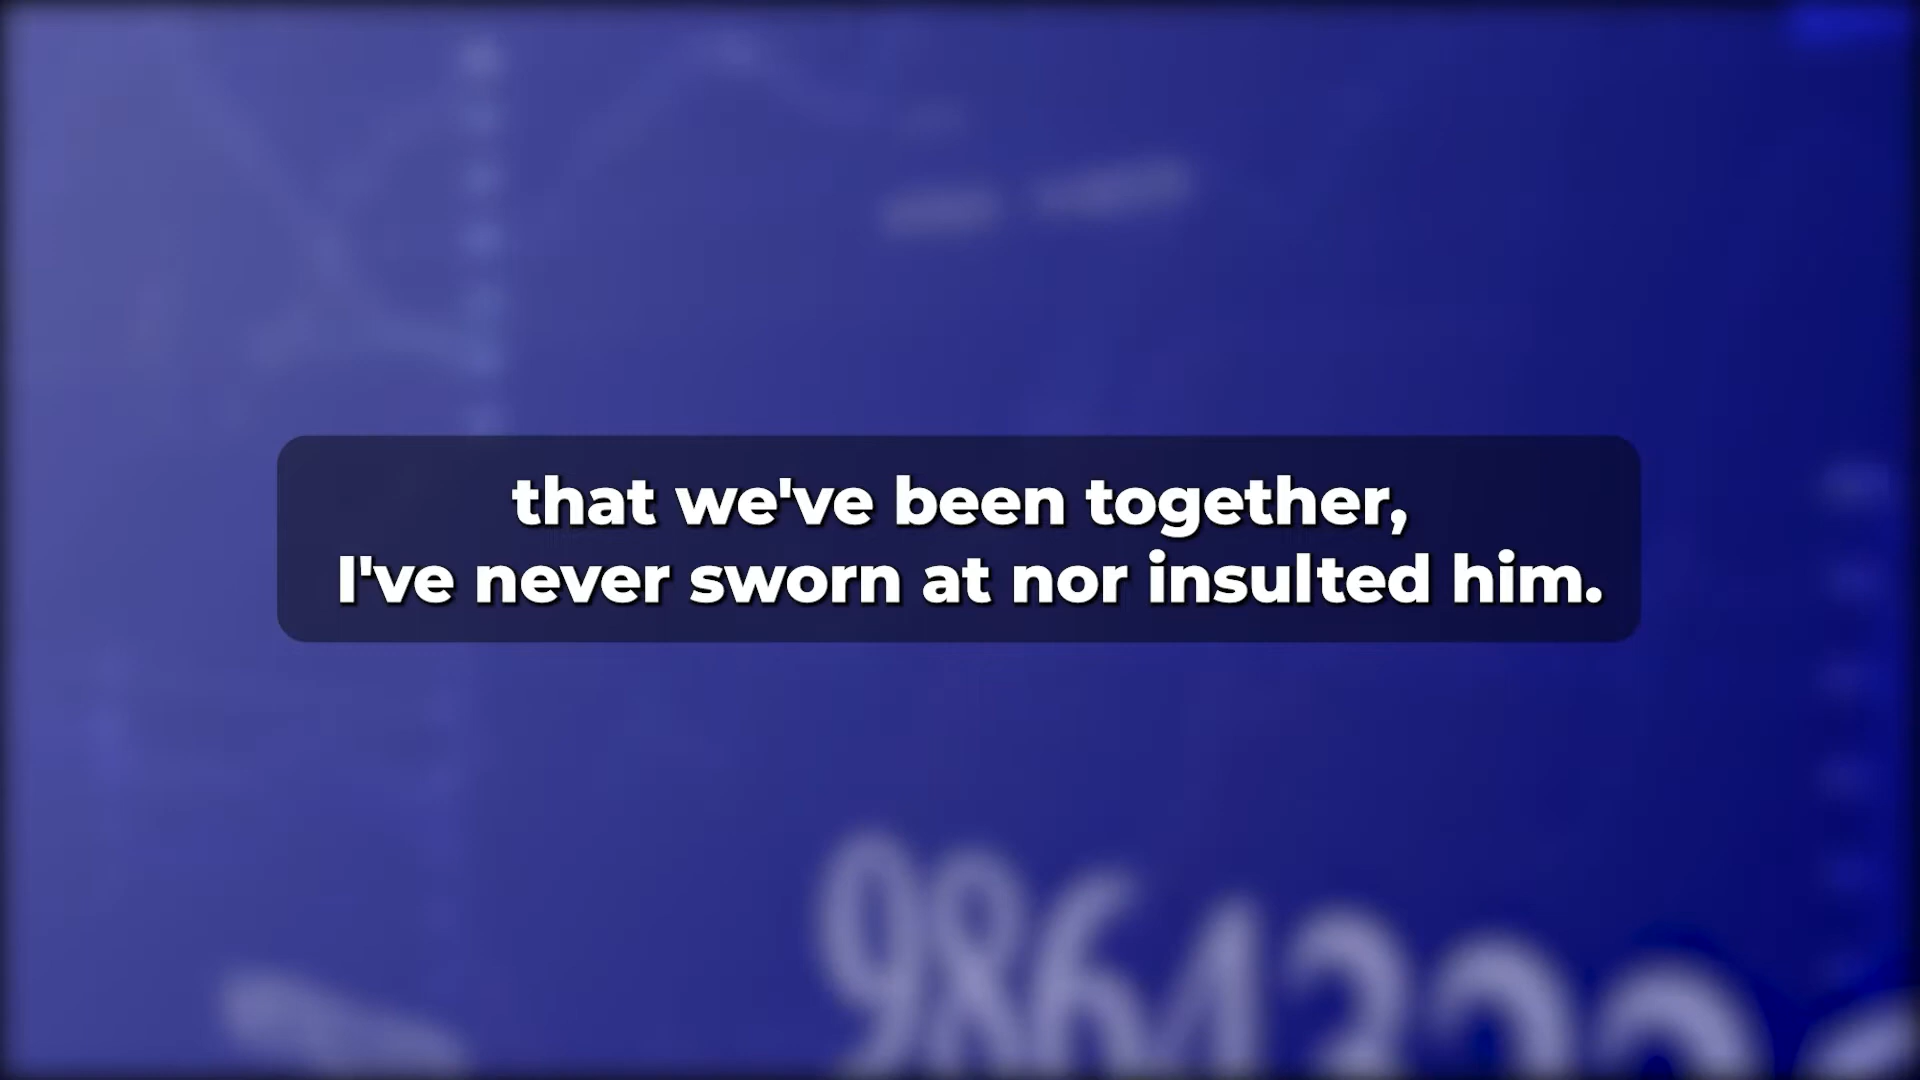 that we've been together,
I've never sworn at nor insulted him.